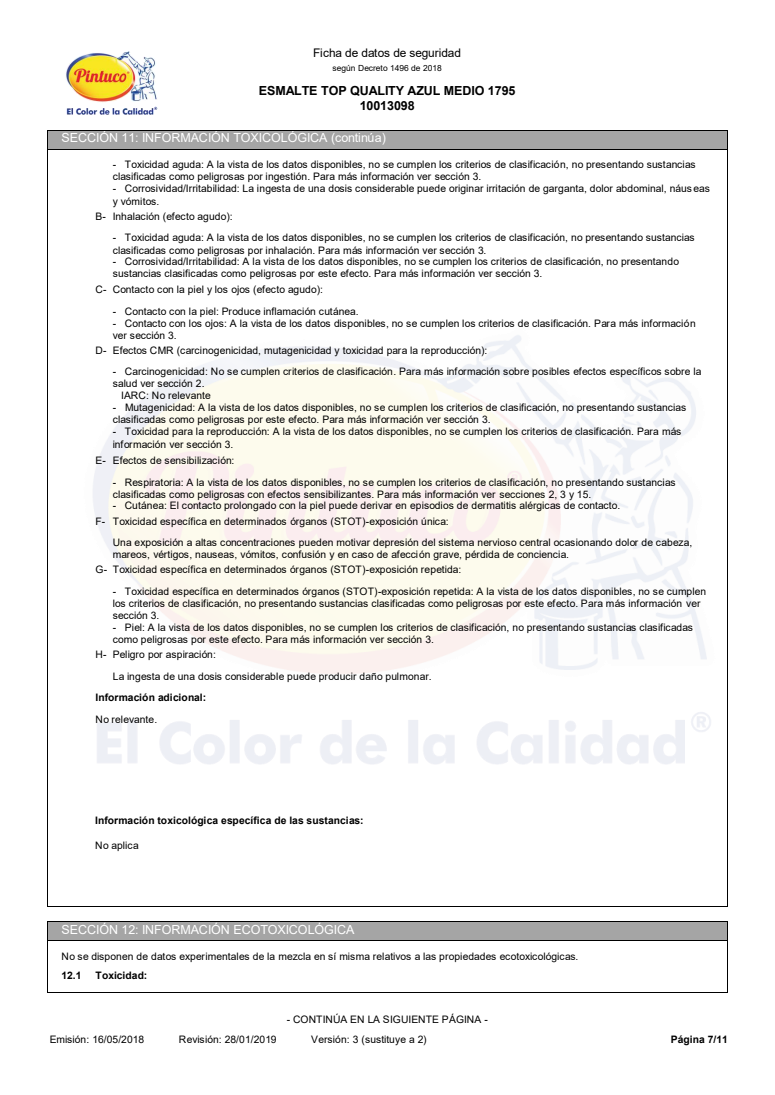 Ficha de datos de seguridad
según Decreto 1496 de 2018
ESMALTE TOP QUALITY AZUL MEDIO 1795
10013098
Pintuco®
El Color de la Calidad®
SECCIÓN 11: INFORMACIÓN TOXICOLÓGICA (continúa)
- Toxicidad aguda: A la vista de los datos disponibles, no se cumplen los criterios de clasificación, no presentando sustancias
clasificadas como peligrosas por ingestión. Para más información ver sección 3.
- Corrosividad/Irritabilidad: La ingesta de una dosis considerable puede originar irritación de garganta, dolor abdominal, náuseas
y vómitos.
B- Inhalación (efecto agudo):
- Toxicidad aguda: A la vista de los datos disponibles, no se cumplen los criterios de clasificación, no presentando sustancias
clasificadas como peligrosas por inhalación. Para más información ver sección 3.
- Corrosividad/Irritabilidad: A la vista de los datos disponibles, no se cumplen los criterios de clasificación, no presentando
sustancias clasificadas como peligrosas por este efecto. Para más información ver sección 3.
C- Contacto con la piel y los ojos (efecto agudo):
- Contacto con la piel: Produce inflamación cutánea.
- Contacto con los ojos: A la vista de los datos disponibles, no se cumplen los criterios de clasificación. Para más información
ver sección 3.
D- Efectos CMR (carcinogenicidad, mutagenicidad y toxicidad para la reproducción):
- Carcinogenicidad: No se cumplen criterios de clasificación. Para más información sobre posibles efectos específicos sobre la
salud ver sección 2.
IARC: No relevante
- Mutagenicidad: A la vista de los datos disponibles, no se cumplen los criterios de clasificación, no presentando sustancias
clasificadas como peligrosas por este efecto. Para más información ver sección 3.
- Toxicidad para la reproducción: A la vista de los datos disponibles, no se cumplen los criterios de clasificación. Para más
información ver sección 3.
E- Efectos de sensibilización:
- Respiratoria: A la vista de los datos disponibles, no se cumplen los criterios de clasificación, no presentando sustancias
clasificadas como peligrosas con efectos sensibilizantes. Para más información ver secciones 2, 3 y 15.
- Cutánea: El contacto prolongado con la piel puede derivar en episodios de dermatitis alérgicas de contacto.
F- Toxicidad específica en determinados órganos (STOT)-exposición única:
Una exposición a altas concentraciones pueden motivar depresión del sistema nervioso central ocasionando dolor de cabeza,
mareos, vértigos, nauseas, vómitos, confusión y en caso de afección grave, pérdida de conciencia.
G- Toxicidad específica en determinados órganos (STOT)-exposición repetida:
- Toxicidad específica en determinados órganos (STOT)-exposición repetida: A la vista de los datos disponibles, no se cumplen
los criterios de clasificación, no presentando sustancias clasificadas como peligrosas por este efecto. Para más información ver
sección 3.
- Piel: A la vista de los datos disponibles, no se cumplen los criterios de clasificación, no presentando sustancias clasificadas
como peligrosas por este efecto. Para más información ver sección 3.
H- Peligro por aspiración:
La ingesta de una dosis considerable puede producir daño pulmonar.
Información adicional:
No relevante.
El Color de la Calidad®
Información toxicológica específica de las sustancias:
No aplica
SECCIÓN 12: INFORMACIÓN ECOTOXICOLÓGICA
No se disponen de datos experimentales de la mezcla en sí misma relativos a las propiedades ecotoxicológicas.
12.1 Toxicidad:
- CONTINÚA EN LA SIGUIENTE PÁGINA -
Emisión: 16/05/2018 Revisión: 28/01/2019 Versión: 3 (sustituye a 2) Página 7/11